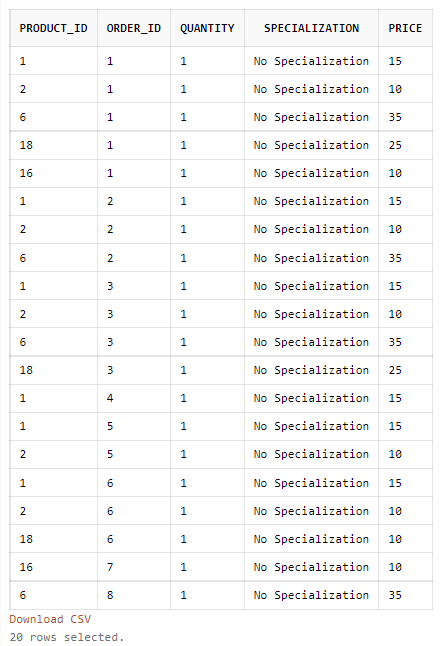 PRODUCT_ID ORDER_ID QUANTITY SPECIALIZATION PRICE
1 1 1 No Specialization 15
2 1 1 No Specialization 10
6 1 1 No Specialization 35
18 1 1 No Specialization 25
16 1 1 No Specialization 10
1 2 1 No Specialization 15
2 2 1 No Specialization 10
6 2 1 No Specialization 35
1 3 1 No Specialization 15
2 3 1 No Specialization 10
6 3 1 No Specialization 35
18 3 1 No Specialization 25
1 4 1 No Specialization 15
1 5 1 No Specialization 15
2 5 1 No Specialization 10
1 6 1 No Specialization 15
2 6 1 No Specialization 10
18 6 1 No Specialization 10
16 7 1 No Specialization 10
6 8 1 No Specialization 35
Download CSV
20 rows selected.